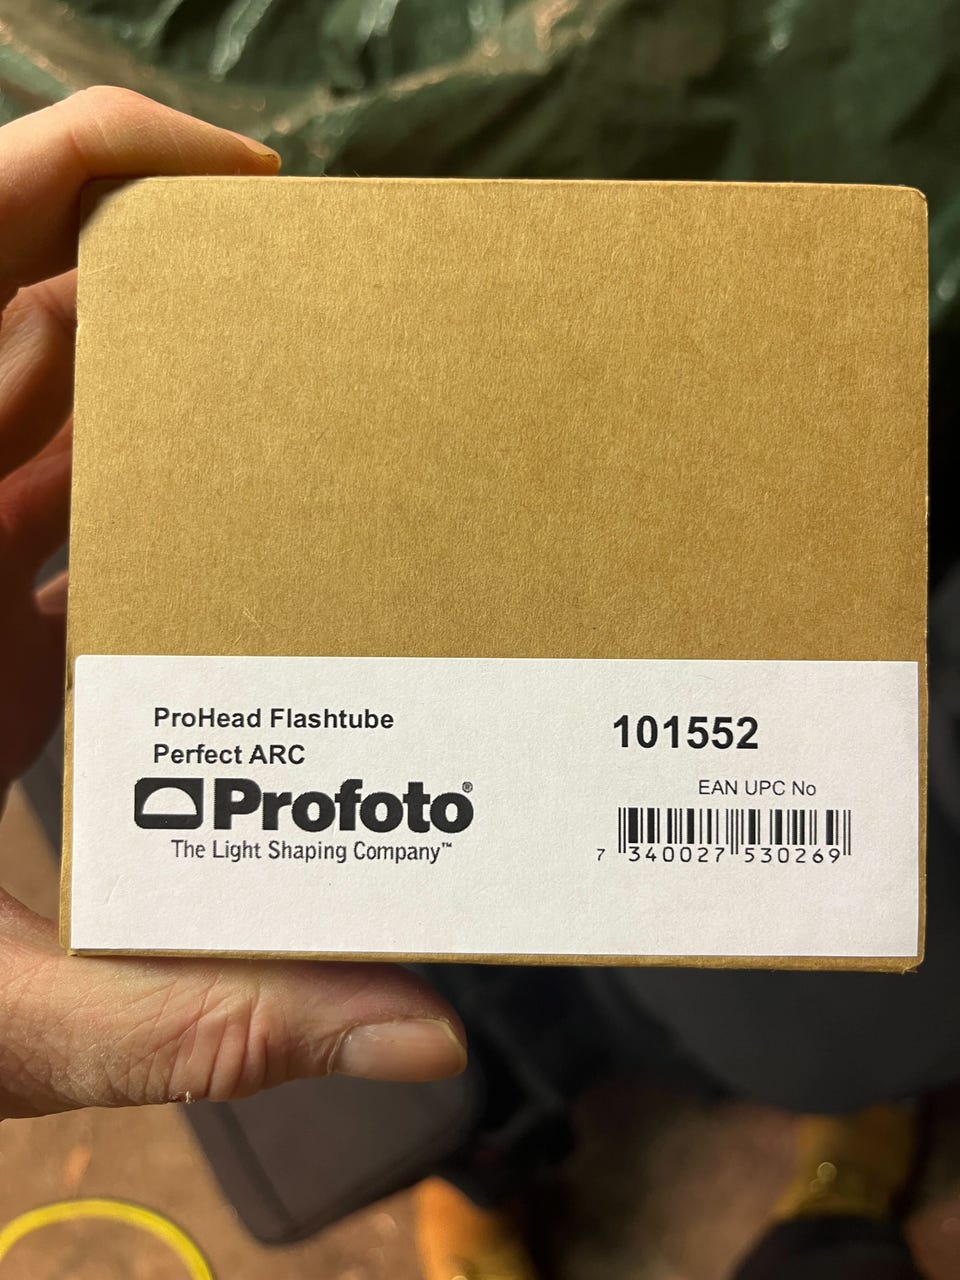 ProHead Flashtube
Perfect ARC
Profoto®
The Light Shaping Company™
101552
EAN UPC No
7 340027 530269